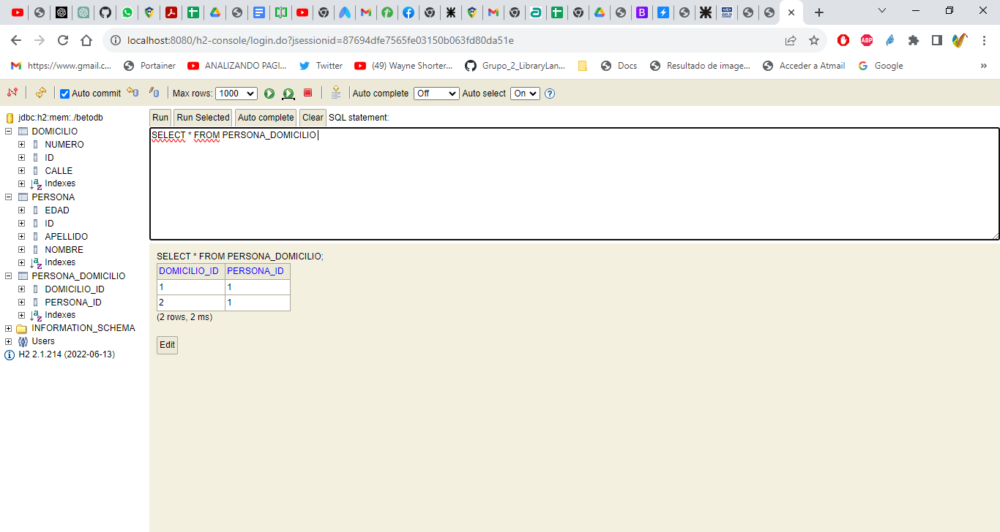 localhost:8080/h2-console/login.do?jsessionid=87694dfe7565fe03150b063fd80da51e
https://www.gmail.c... Portainer ANALIZANDO PAGI... Twitter (49) Wayne Shorter... Grupo_2_LibraryLan... Docs Resultado de image... Acceder a Atmail Google »
Auto commit Max rows: 1000 Auto complete Off Auto select On
jdbc:h2:mem:./betodb
DOMICILIO
NUMERO
ID
CALLE
Indexes
PERSONA
EDAD
ID
APELLIDO
NOMBRE
Indexes
PERSONA_DOMICILIO
DOMICILIO_ID
PERSONA_ID
Indexes
INFORMATION_SCHEMA
Users
H2 2.1.214 (2022-06-13)
Run Run Selected Auto complete Clear SQL statement:
SELECT * FROM PERSONA_DOMICILIO
SELECT * FROM PERSONA_DOMICILIO;
DOMICILIO_ID PERSONA_ID
1 1
2 1
(2 rows, 2 ms)
Edit